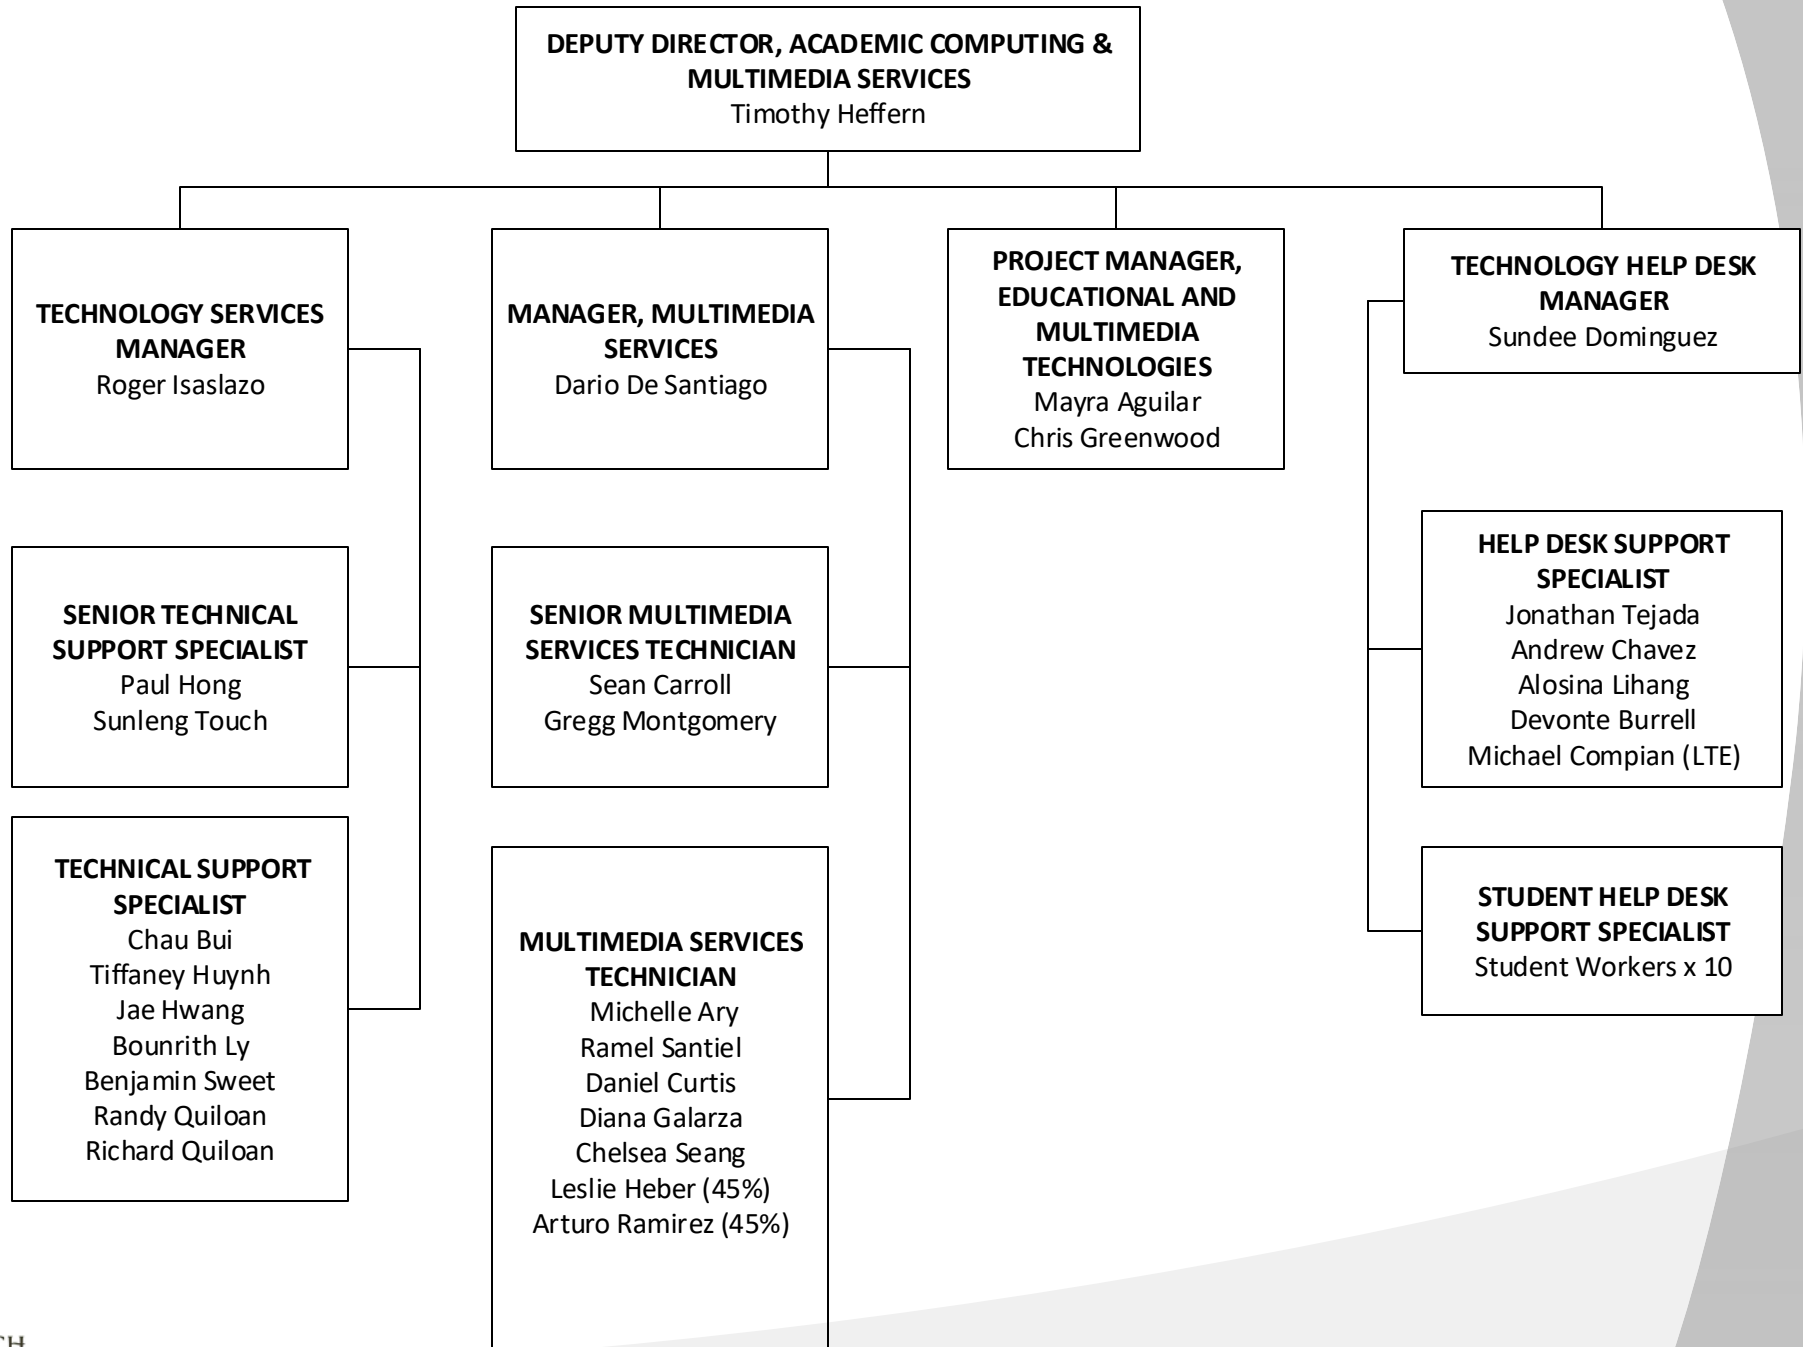 DEPUTY DIRECTOR, ACADEMIC COMPUTING &
MULTIMEDIA SERVICES
Timothy Heffern
TECHNOLOGY SERVICES
MANAGER
Roger Isaslazo
MANAGER, MULTIMEDIA
SERVICES
Dario De Santiago
PROJECT MANAGER,
EDUCATIONAL AND
MULTIMEDIA
TECHNOLOGIES
Mayra Aguilar
Chris Greenwood
TECHNOLOGY HELP DESK
MANAGER
Sundee Dominguez
SENIOR TECHNICAL
SUPPORT SPECIALIST
Paul Hong
Sunleng Touch
SENIOR MULTIMEDIA
SERVICES TECHNICIAN
Sean Carroll
Gregg Montgomery
HELP DESK SUPPORT
SPECIALIST
Jonathan Tejada
Andrew Chavez
Alosina Lihang
Devonte Burrell
Michael Compian (LTE)
TECHNICAL SUPPORT
SPECIALIST
Chau Bui
Tiffaney Huynh
Jae Hwang
Bounrith Ly
Benjamin Sweet
Randy Quiloan
Richard Quiloan
MULTIMEDIA SERVICES
TECHNICIAN
Michelle Ary
Ramel Santiel
Daniel Curtis
Diana Galarza
Chelsea Seang
Leslie Heber (45%)
Arturo Ramirez (45%)
STUDENT HELP DESK
SUPPORT SPECIALIST
Student Workers x 10